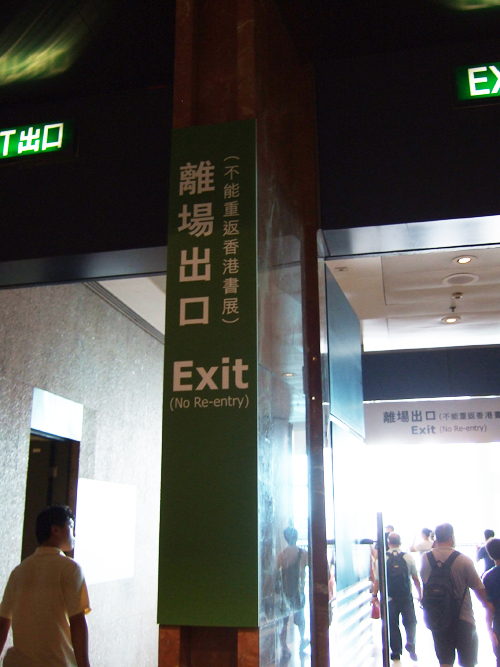 T出口
EX
離場出口
(不能重返香港書展)
Exit
(No Re-entry)
離場出口 (不能重返香港書
Exit (No Re-entry)